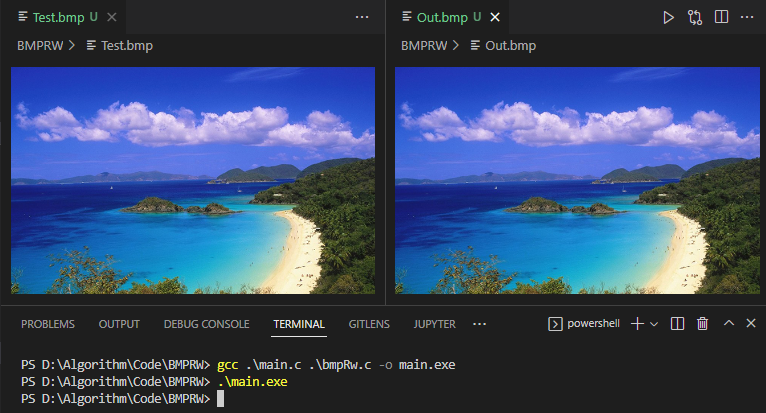 Test.bmp U
Out.bmp U
BMPRW > Test.bmp
BMPRW > Out.bmp
PROBLEMS OUTPUT DEBUG CONSOLE TERMINAL GITLENS JUPYTER ··· powershell
PS D:\Algorithm\Code\BMPRW> gcc .\main.c .\bmpRw.c -o main.exe
PS D:\Algorithm\Code\BMPRW> .\main.exe
PS D:\Algorithm\Code\BMPRW>